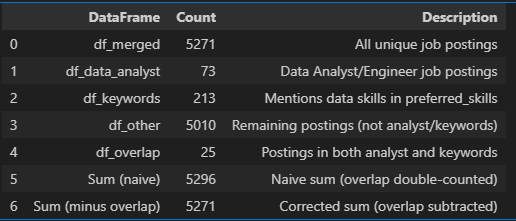 DataFrame Count Description
0 df_merged 5271 All unique job postings
1 df_data_analyst 73 Data Analyst/Engineer job postings
2 df_keywords 213 Mentions data skills in preferred_skills
3 df_other 5010 Remaining postings (not analyst/keywords)
4 df_overlap 25 Postings in both analyst and keywords
5 Sum (naive) 5296 Naive sum (overlap double-counted)
6 Sum (minus overlap) 5271 Corrected sum (overlap subtracted)